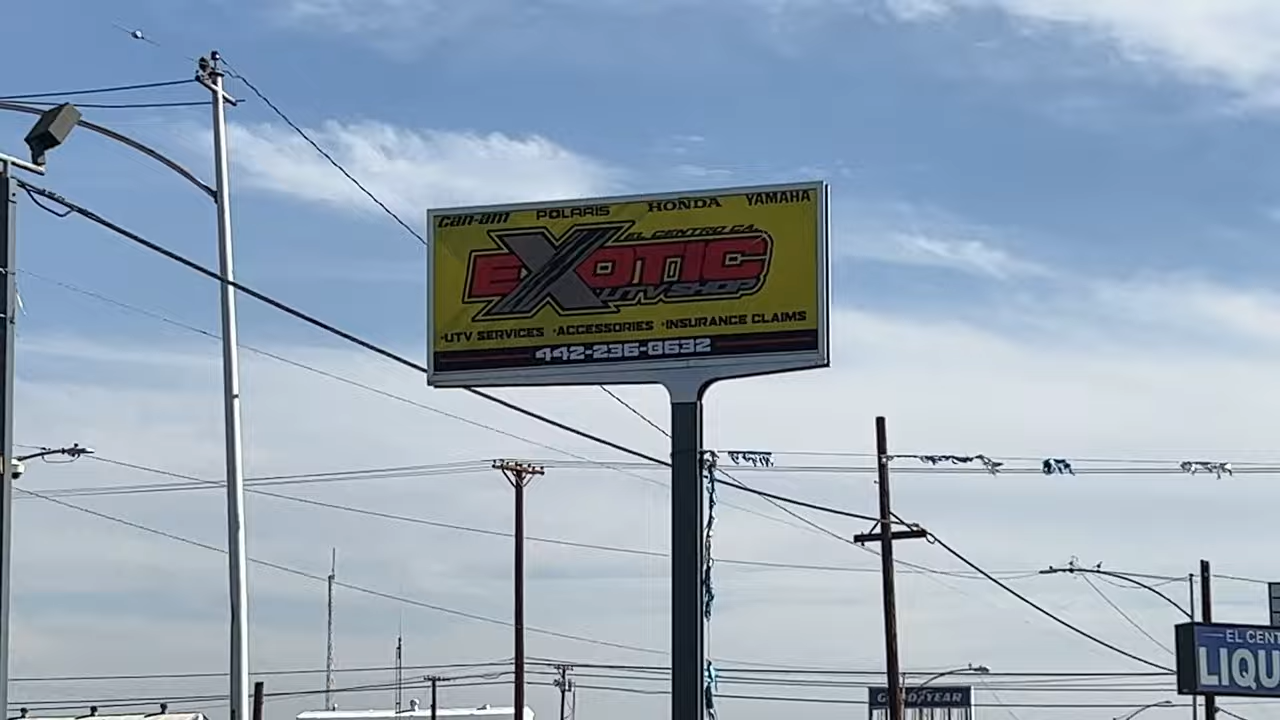 can-am POLARIS HONDA YAMAHA
EL CENTRO CA.
EXOTIC
UTV SHOP
·UTV SERVICES ·ACCESSORIES ·INSURANCE CLAIMS
442-236-8632
GOODYEAR
EL CENT
LIQU